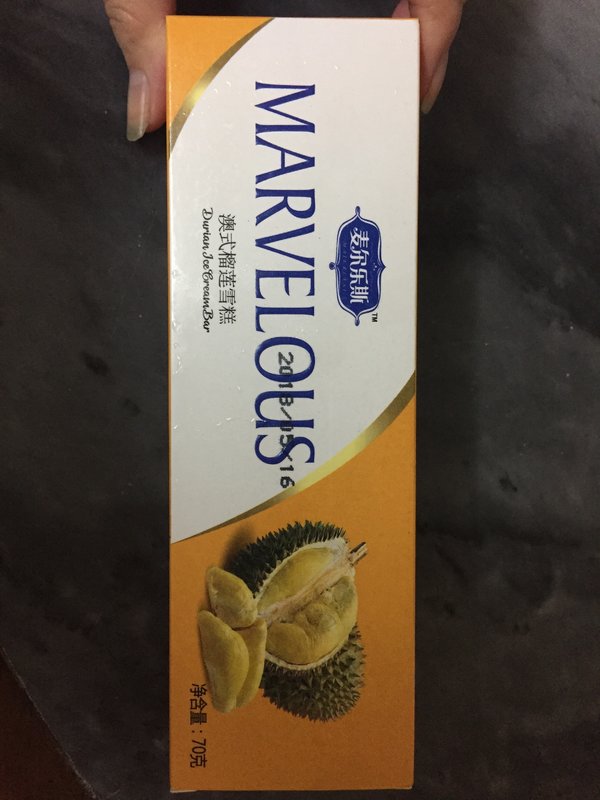 麦尔乐斯
TM
MARVELOUS
2018/05/16
澳式榴莲雪糕
Durian Ice Cream Bar
净含量：70克